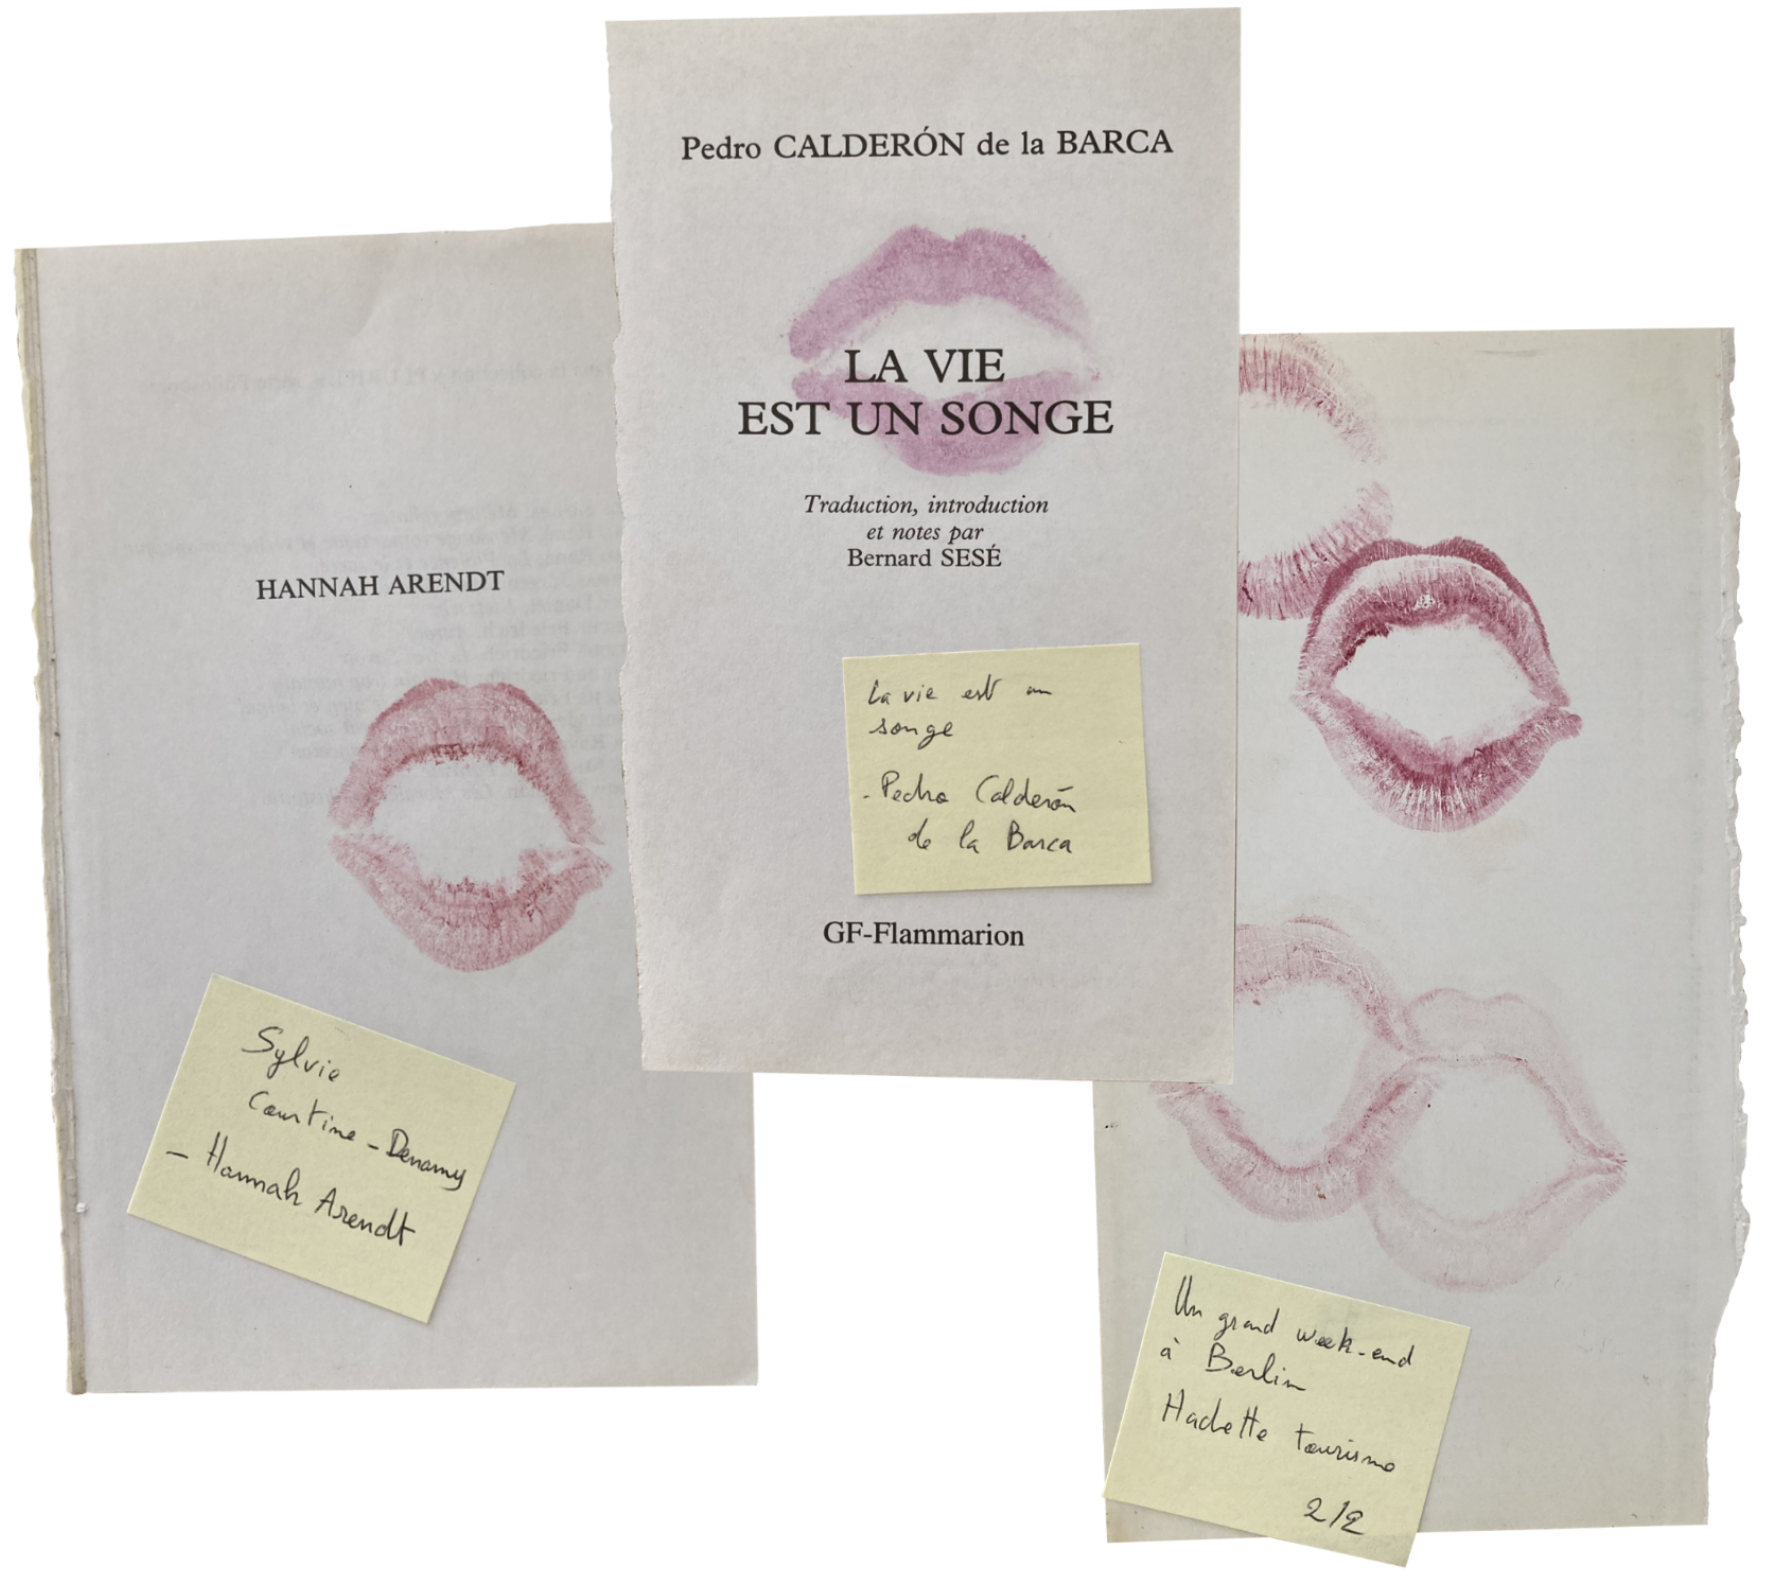 HANNAH ARENDT
Sylvie
Courtine-Denamy
- Hannah Arendt
Pedro CALDERÓN de la BARCA
LA VIE
EST UN SONGE
Traduction, introduction
et notes par
Bernard SESÉ
La vie est un
songe
- Pedro Calderón
de la Barca
GF-Flammarion
Un grand week-end
à Berlin
Hachette tourisme
2/2